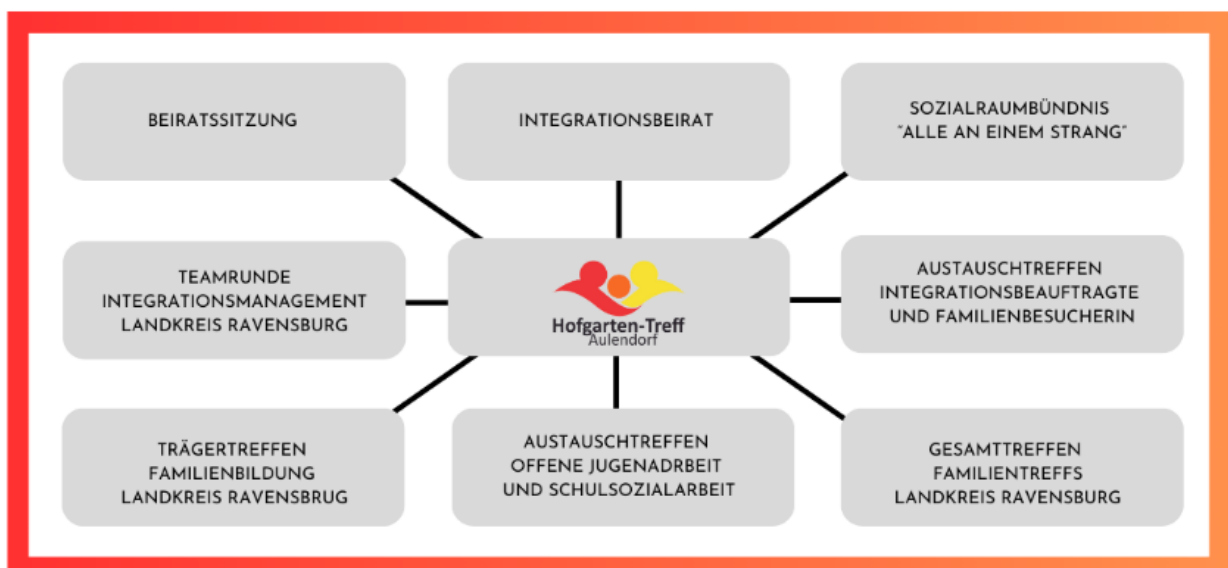 BEIRATSSITZUNG
INTEGRATIONSBEIRAT
SOZIALRAUMBÜNDNIS
“ALLE AN EINEM STRANG”
TEAMRUNDE
INTEGRATIONSMANAGEMENT
LANDKREIS RAVENSBURG
Hofgarten-Treff
Aulendorf
AUSTAUSCHTREFFEN
INTEGRATIONSBEAUFTRAGTE
UND FAMILIENBESUCHERIN
TRÄGERTREFFEN
FAMILIENBILDUNG
LANDKREIS RAVENSBRUG
AUSTAUSCHTREFFEN
OFFENE JUGENADRBEIT
UND SCHULSOZIALARBEIT
GESAMTTREFFEN
FAMILIENTREFFS
LANDKREIS RAVENSBURG